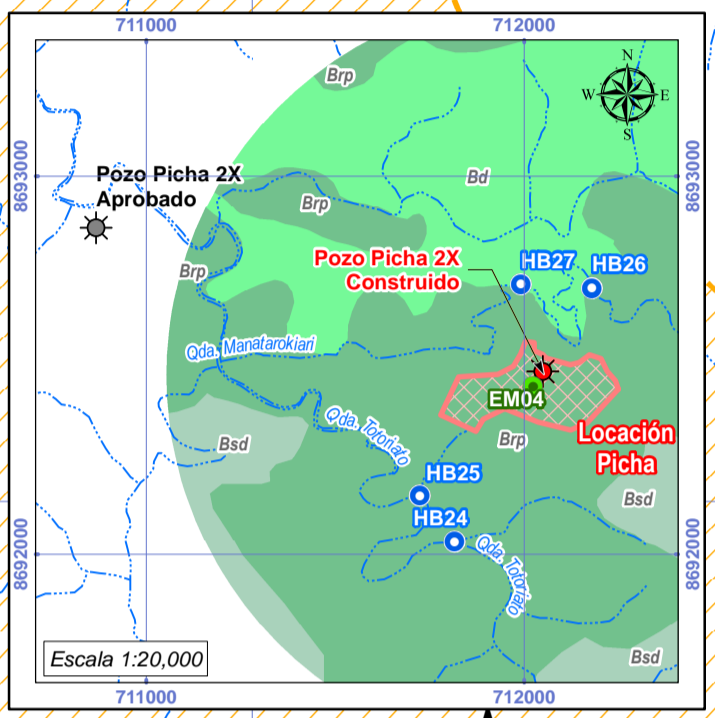 711000
712000
N
W
E
S
Brp
8693000
8693000
Pozo Picha 2X
Aprobado
Bd
Brp
Brp
Pozo Picha 2X
Construido
HB27
HB26
Qda. Manatarokiari
EM04
Qda. Totoriato
Bsd
Brp
Locación
Picha
HB25
Bsd
HB24
8692000
8692000
Qda. Totoriato
Bsd
Escala 1:20,000
711000
712000